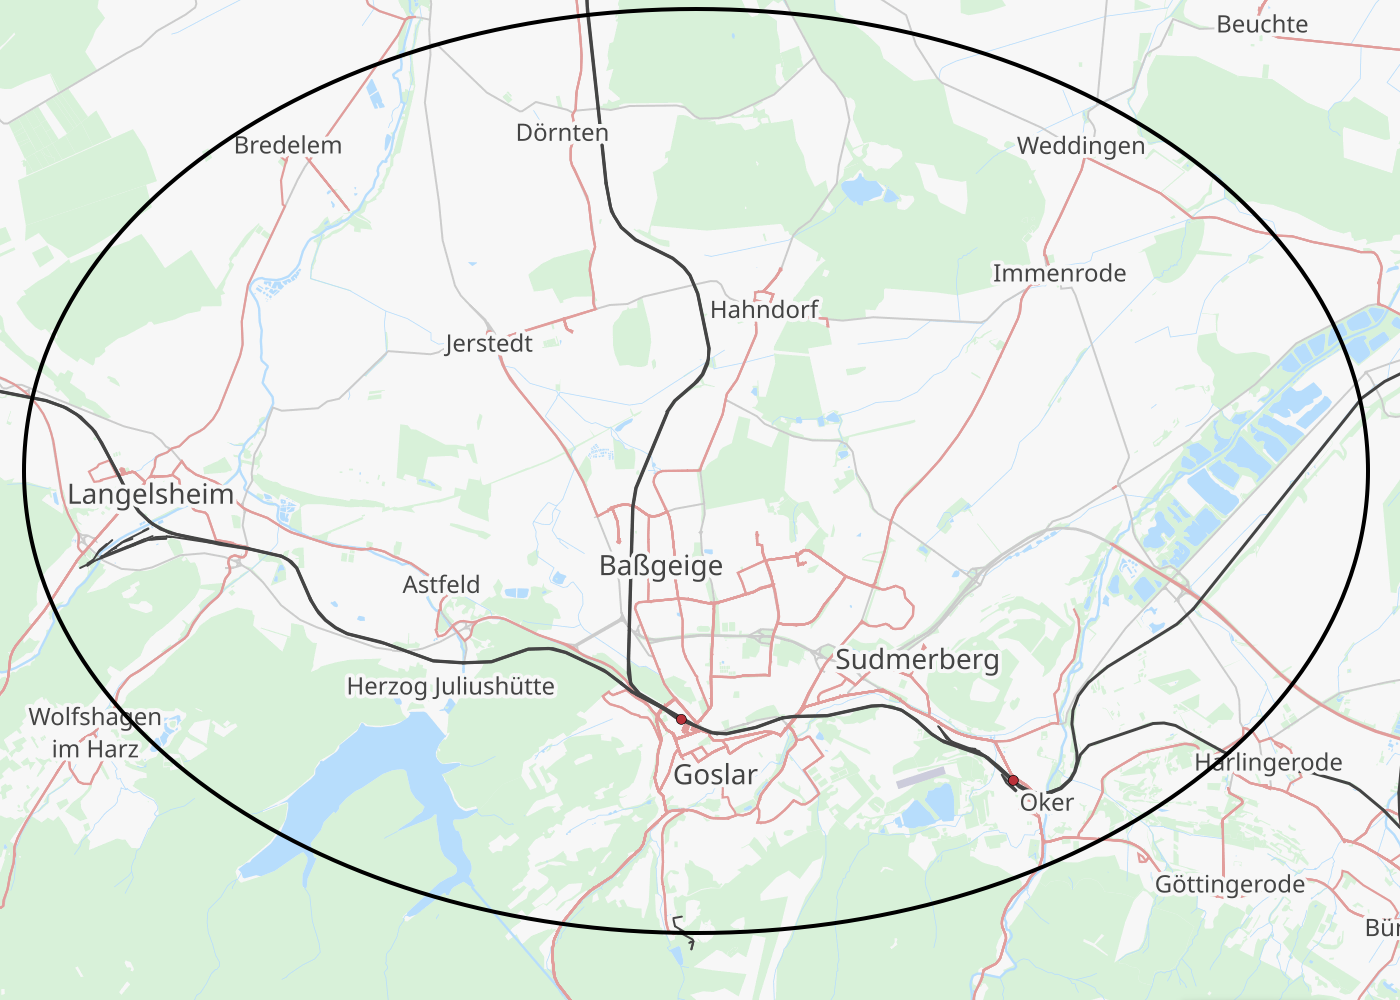 Beuchte
Dörnten
Bredelem
Weddingen
Immenrode
Hahndorf
Jerstedt
Langelsheim
Baßgeige
Astfeld
Sudmerberg
Herzog Juliushütte
Wolfshagen
im Harz
Harlingerode
Goslar
Oker
Göttingerode
Bür